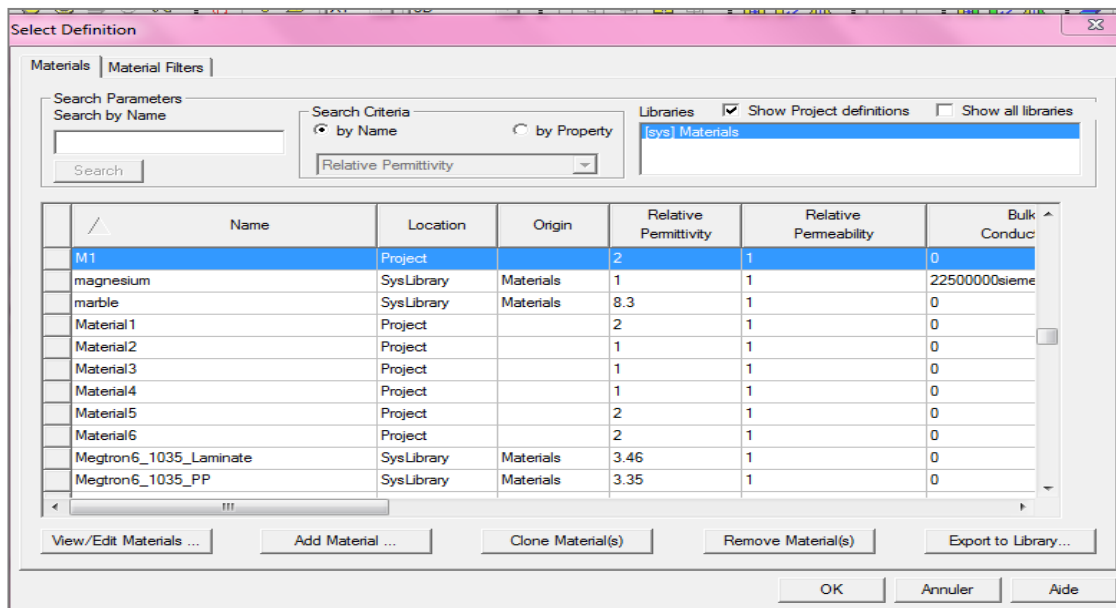 Select Definition
Materials Material Filters
Search Parameters
Search by Name
Search
Search Criteria
by Name by Property
Relative Permittivity
Libraries Show Project definitions Show all libraries
[sys] Materials
Name Location Origin Relative Permittivity Relative Permeability Bulk Conduct
M1 Project 2 1 0
magnesium SysLibrary Materials 1 1 22500000sieme
marble SysLibrary Materials 8.3 1 0
Material1 Project 2 1 0
Material2 Project 1 1 0
Material3 Project 1 1 0
Material4 Project 1 1 0
Material5 Project 2 1 0
Material6 Project 2 1 0
Megtron6_1035_Laminate SysLibrary Materials 3.46 1 0
Megtron6_1035_PP SysLibrary Materials 3.35 1 0
View/Edit Materials ... Add Material ... Clone Material(s) Remove Material(s) Export to Library...
OK Annuler Aide